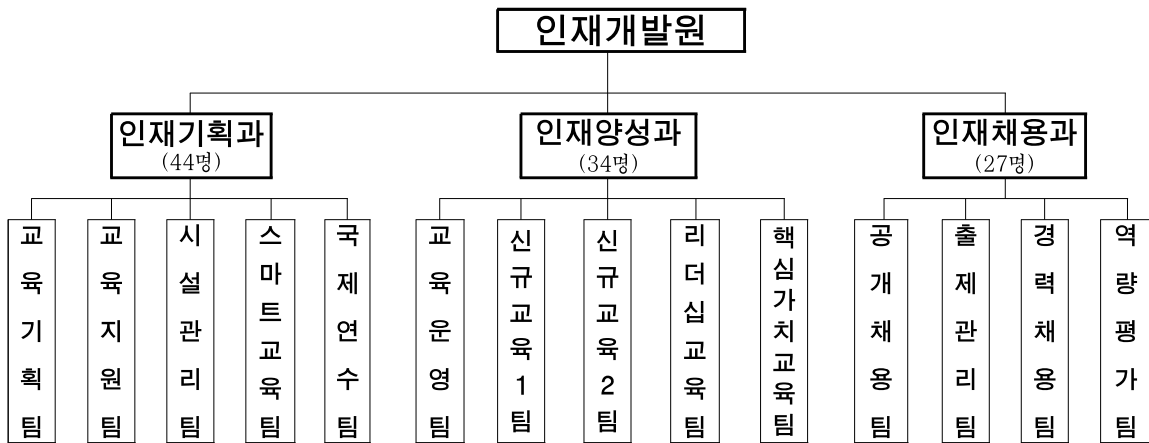 인재개발원
인재기획과
(44명)
인재양성과
(34명)
인재채용과
(27명)
교육기획팀
교육지원팀
시설관리팀
스마트교육팀
국제연수팀
교육운영팀
신규교육1팀
신규교육2팀
리더십교육팀
핵심가치교육팀
공개채용팀
출제관리팀
경력채용팀
역량평가팀